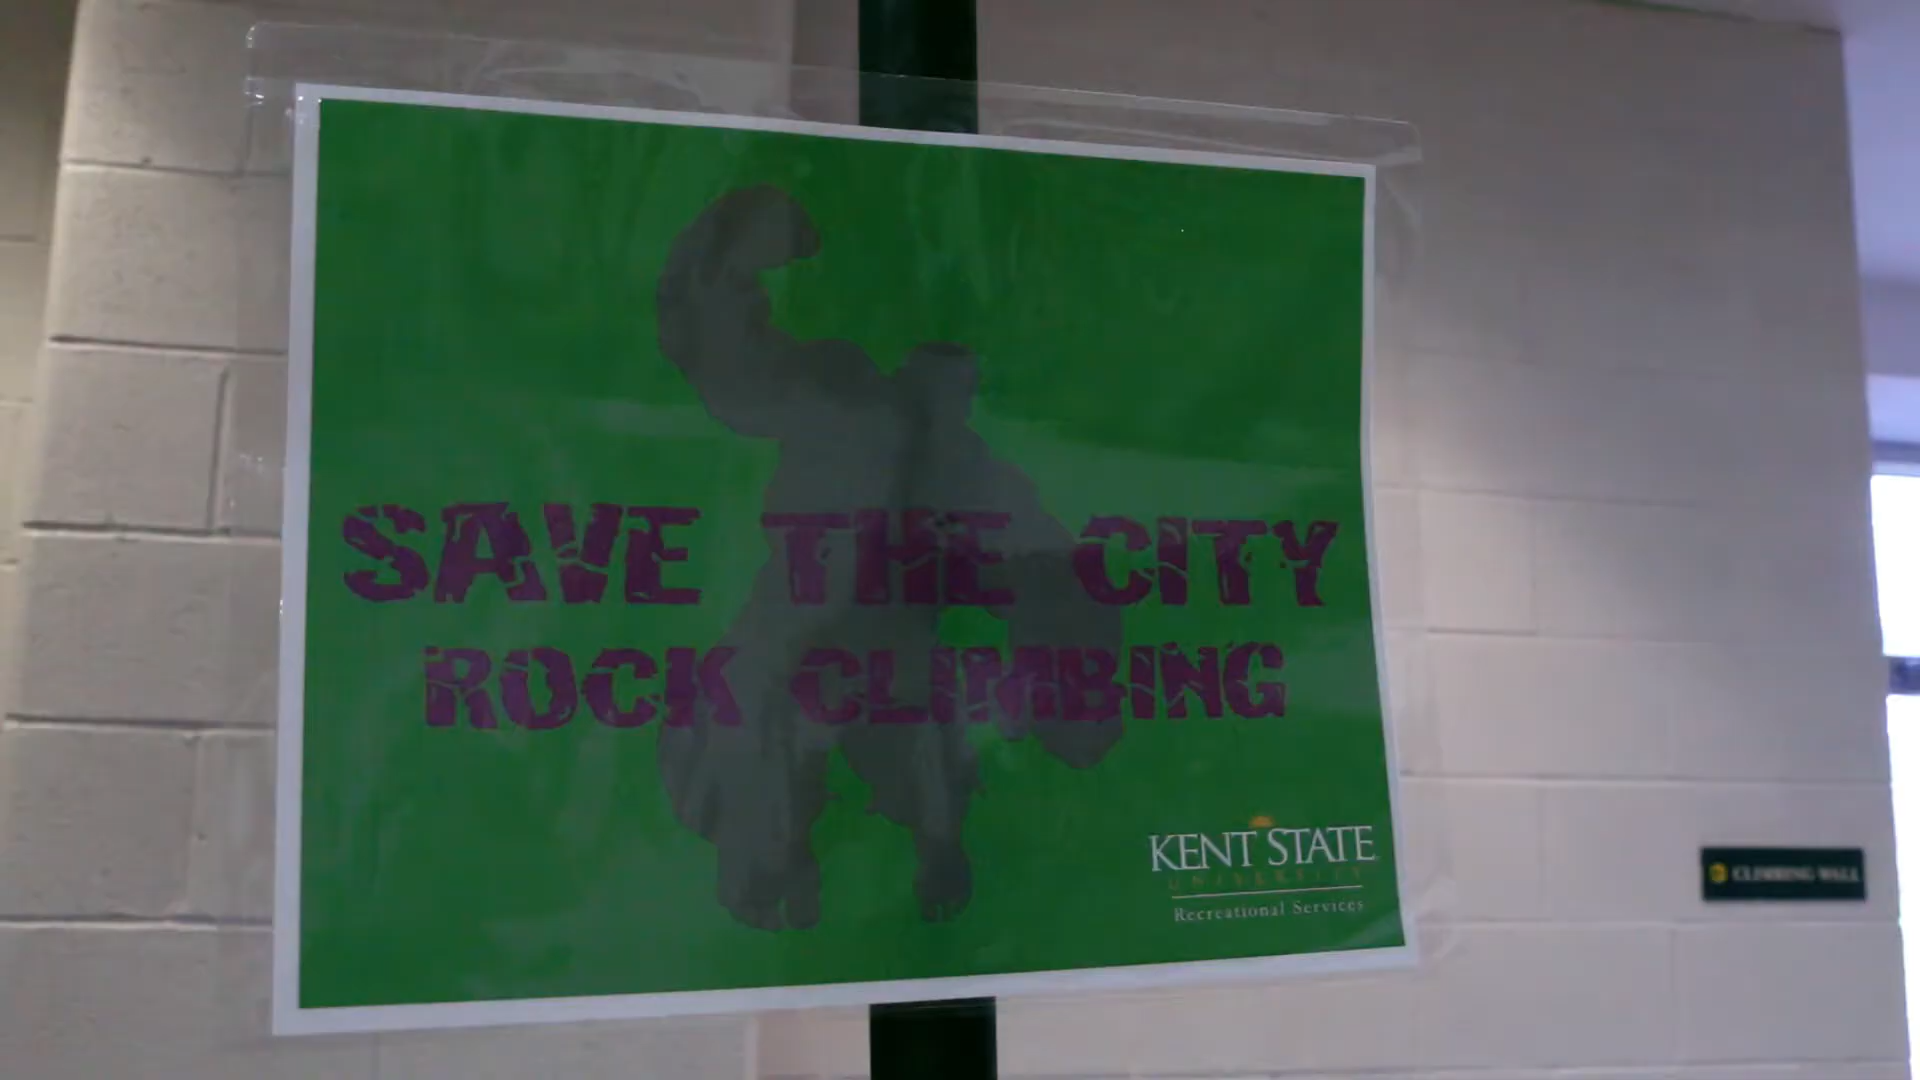 SAVE THE CITY
ROCK CLIMBING
KENT STATE
UNIVERSITY
Recreational Services
CLIMBING WALL